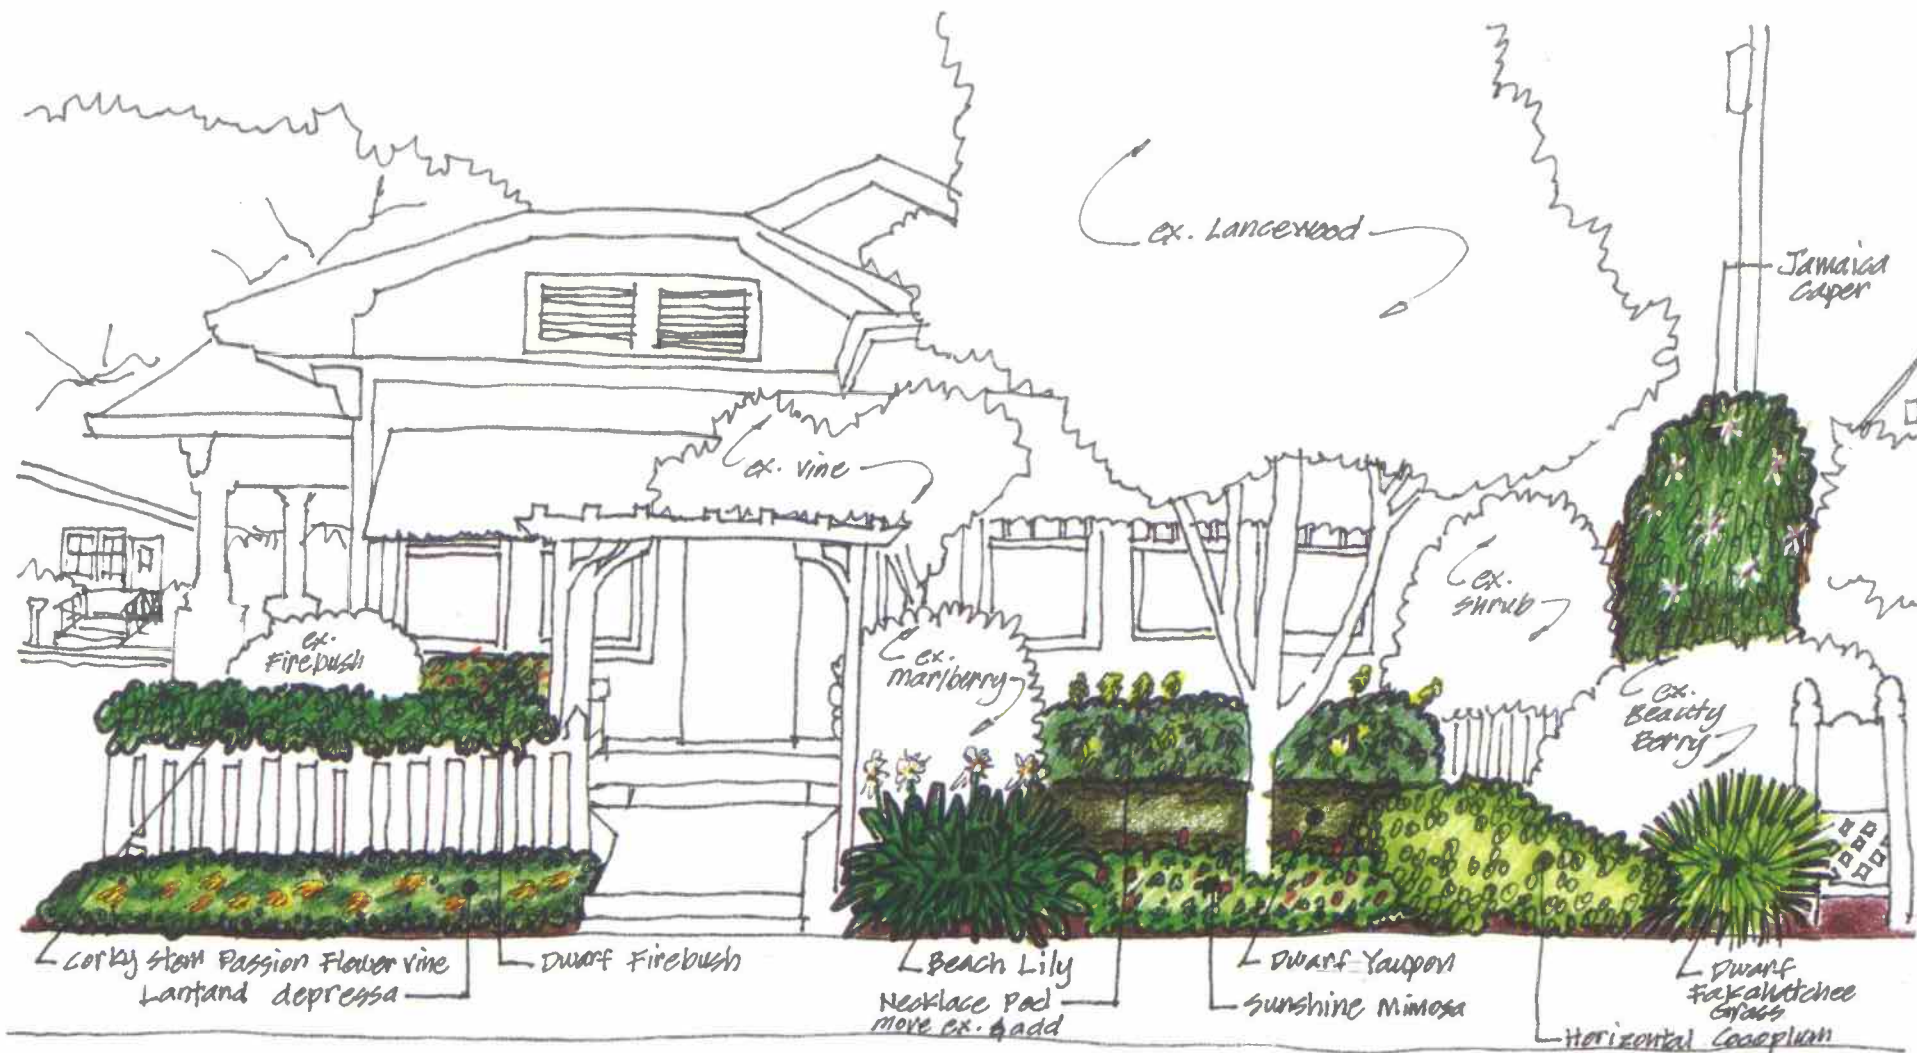 ex. Lancewood
Jamaica
Caper
ex. vine
ex.
shrub
ex.
Firebush
ex.
marlberry
ex.
Beauty
Berry
Corky Stem Passion Flower vine
Lantand depressa
Dwarf Firebush
Beach Lily
Necklace Pod
move ex. & add
Dwarf Yaupon
Sunshine Mimosa
Dwarf
Fakahatchee
Grass
Horizontal Cocoplum